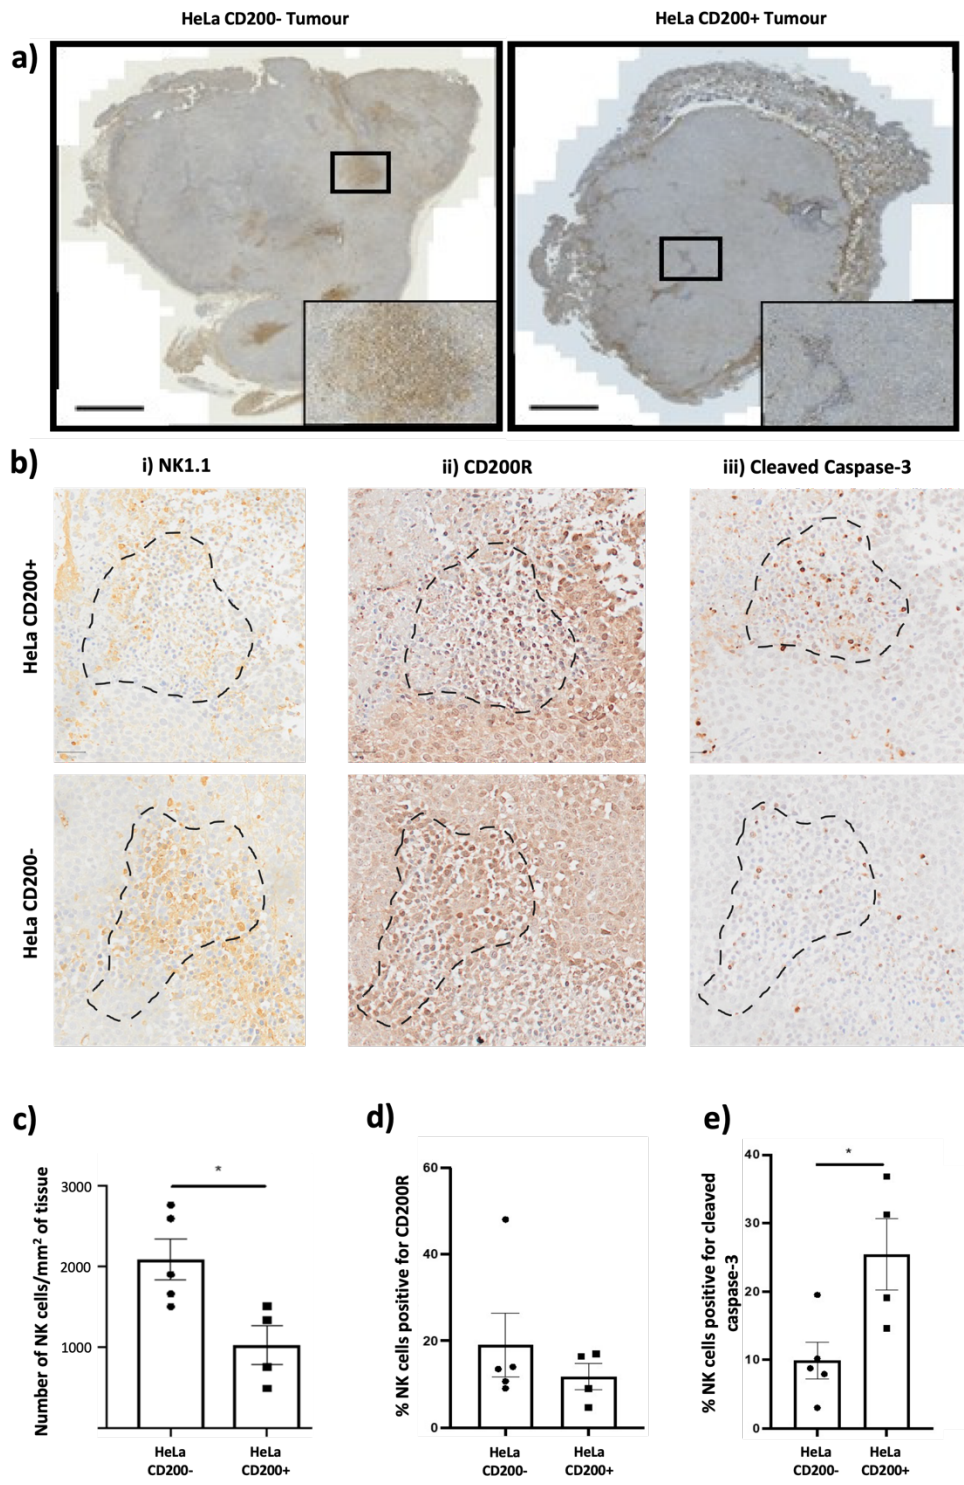 HeLa CD200- Tumour
HeLa CD200+ Tumour
a)
b)
i) NK1.1
ii) CD200R
iii) Cleaved Caspase-3
HeLa CD200+
HeLa CD200-
c)
Number of NK cells/mm² of tissue
3000
2000
1000
*
HeLa
CD200-
HeLa
CD200+
d)
% NK cells positive for CD200R
60
40
20
0
HeLa
CD200-
HeLa
CD200+
e)
% NK cells positive for cleaved
caspase-3
40
30
20
10
0
*
HeLa
CD200-
HeLa
CD200+